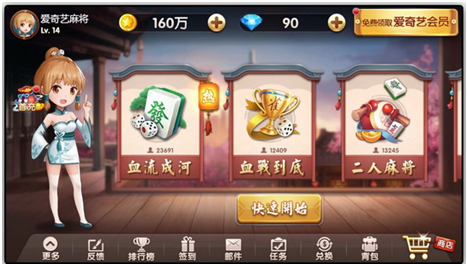 爱奇艺麻将
Lv. 14
160万
90
免费领取 爱奇艺会员
首充
發
23691
血流成河
12409
血戰到底
13245
二人麻将
快速開始
更多
反馈
排行榜
签到
邮件
任务
兑换
背包
商店